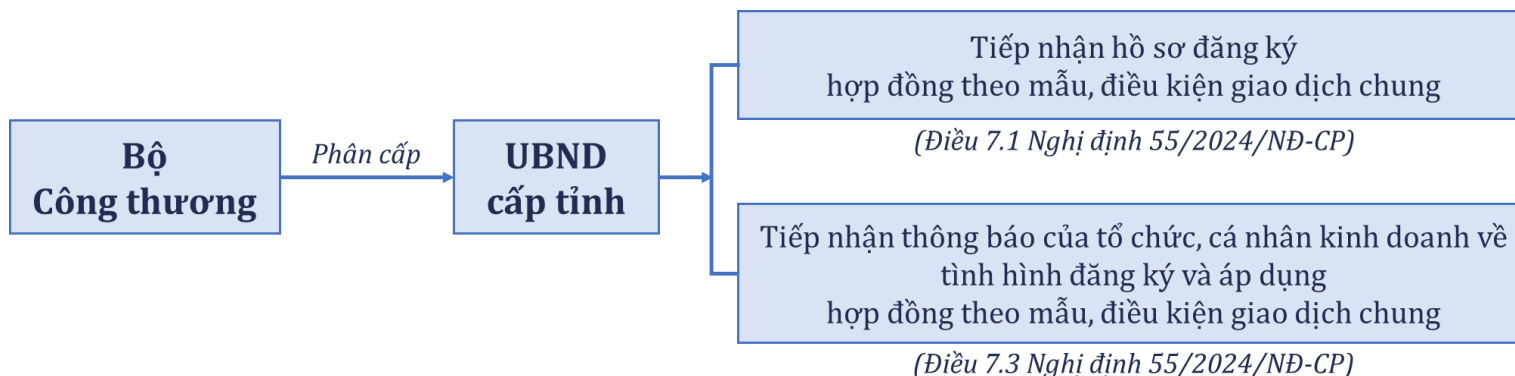 Bộ
Công thương
Phân cấp
UBND
cấp tỉnh
Tiếp nhận hồ sơ đăng ký
hợp đồng theo mẫu, điều kiện giao dịch chung
(Điều 7.1 Nghị định 55/2024/NĐ-CP)
Tiếp nhận thông báo của tổ chức, cá nhân kinh doanh về
tình hình đăng ký và áp dụng
hợp đồng theo mẫu, điều kiện giao dịch chung
(Điều 7.3 Nghị định 55/2024/NĐ-CP)